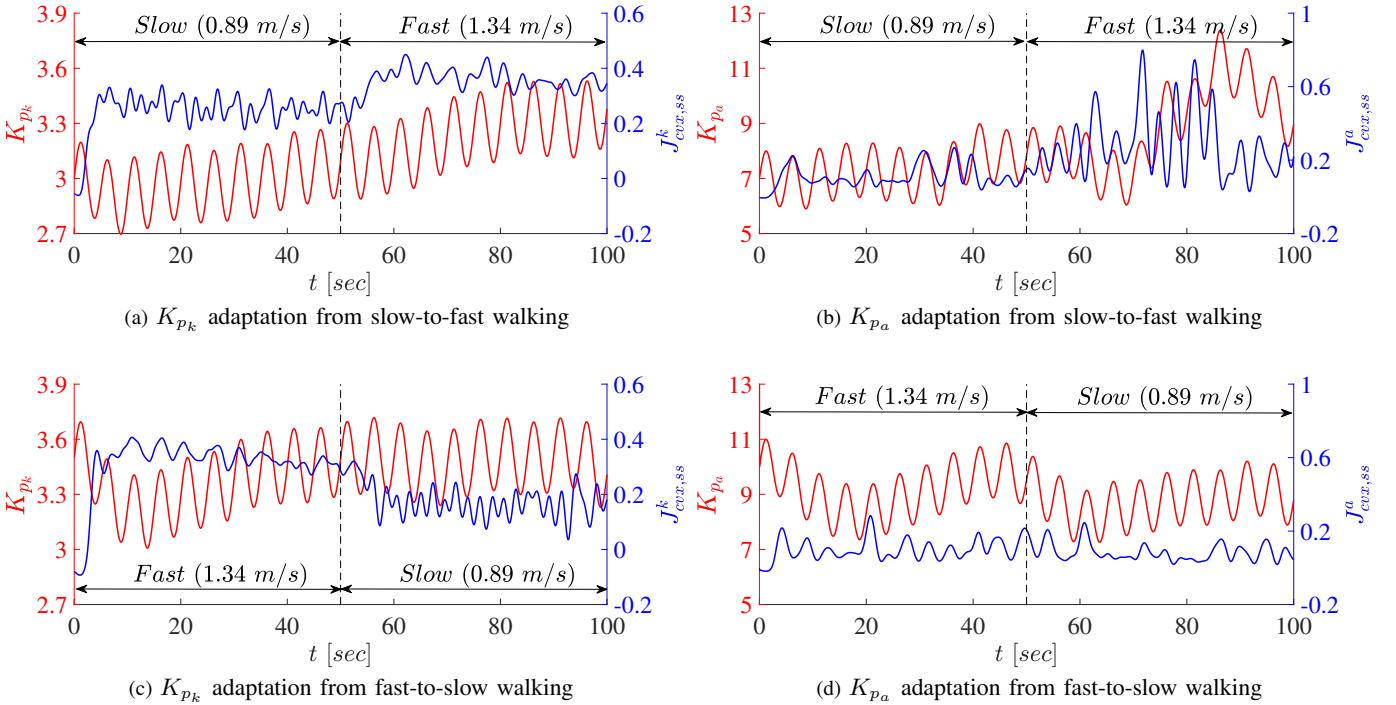 Slow (0.89 m/s) Fast (1.34 m/s)
3.9
3.6
3.3
3
2.7
K_{p_k}
0.6
0.4
0.2
0
-0.2
J^k_{cvx,ss}
0 20 40 60 80 100
t [sec]
(a) K_{p_k} adaptation from slow-to-fast walking
Slow (0.89 m/s) Fast (1.34 m/s)
13
11
9
7
5
K_{p_a}
1
0.6
0.2
-0.2
J^a_{cvx,ss}
0 20 40 60 80 100
t [sec]
(b) K_{p_a} adaptation from slow-to-fast walking
3.9
3.6
3.3
3
2.7
K_{p_k}
0.6
0.4
0.2
0
-0.2
J^k_{cvx,ss}
Fast (1.34 m/s) Slow (0.89 m/s)
0 20 40 60 80 100
t [sec]
(c) K_{p_k} adaptation from fast-to-slow walking
Fast (1.34 m/s) Slow (0.89 m/s)
13
11
9
7
5
K_{p_a}
1
0.6
0.2
-0.2
J^a_{cvx,ss}
0 20 40 60 80 100
t [sec]
(d) K_{p_a} adaptation from fast-to-slow walking